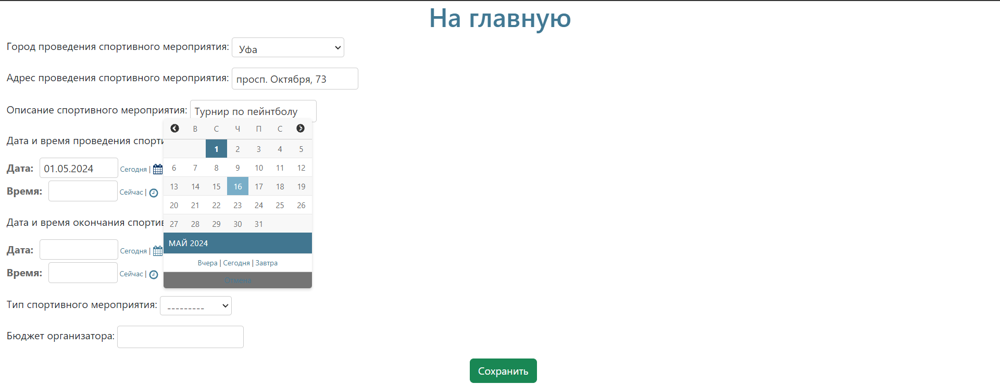 На главную
Город проведения спортивного мероприятия: Уфа
Адрес проведения спортивного мероприятия: просп. Октября, 73
Описание спортивного мероприятия: Турнир по пейнтболу
В С Ч П С
Дата и время проведения спорти
1 2 3 4 5
Дата: 01.05.2024 Сегодня |
6 7 8 9 10 11 12
13 14 15 16 17 18 19
Время: Сейчас |
20 21 22 23 24 25 26
Дата и время окончания спортив
27 28 29 30 31
МАЙ 2024
Дата: Сегодня |
Вчера | Сегодня | Завтра
Время: Сейчас |
Отмена
Тип спортивного мероприятия: ---------
Бюджет организатора:
Сохранить